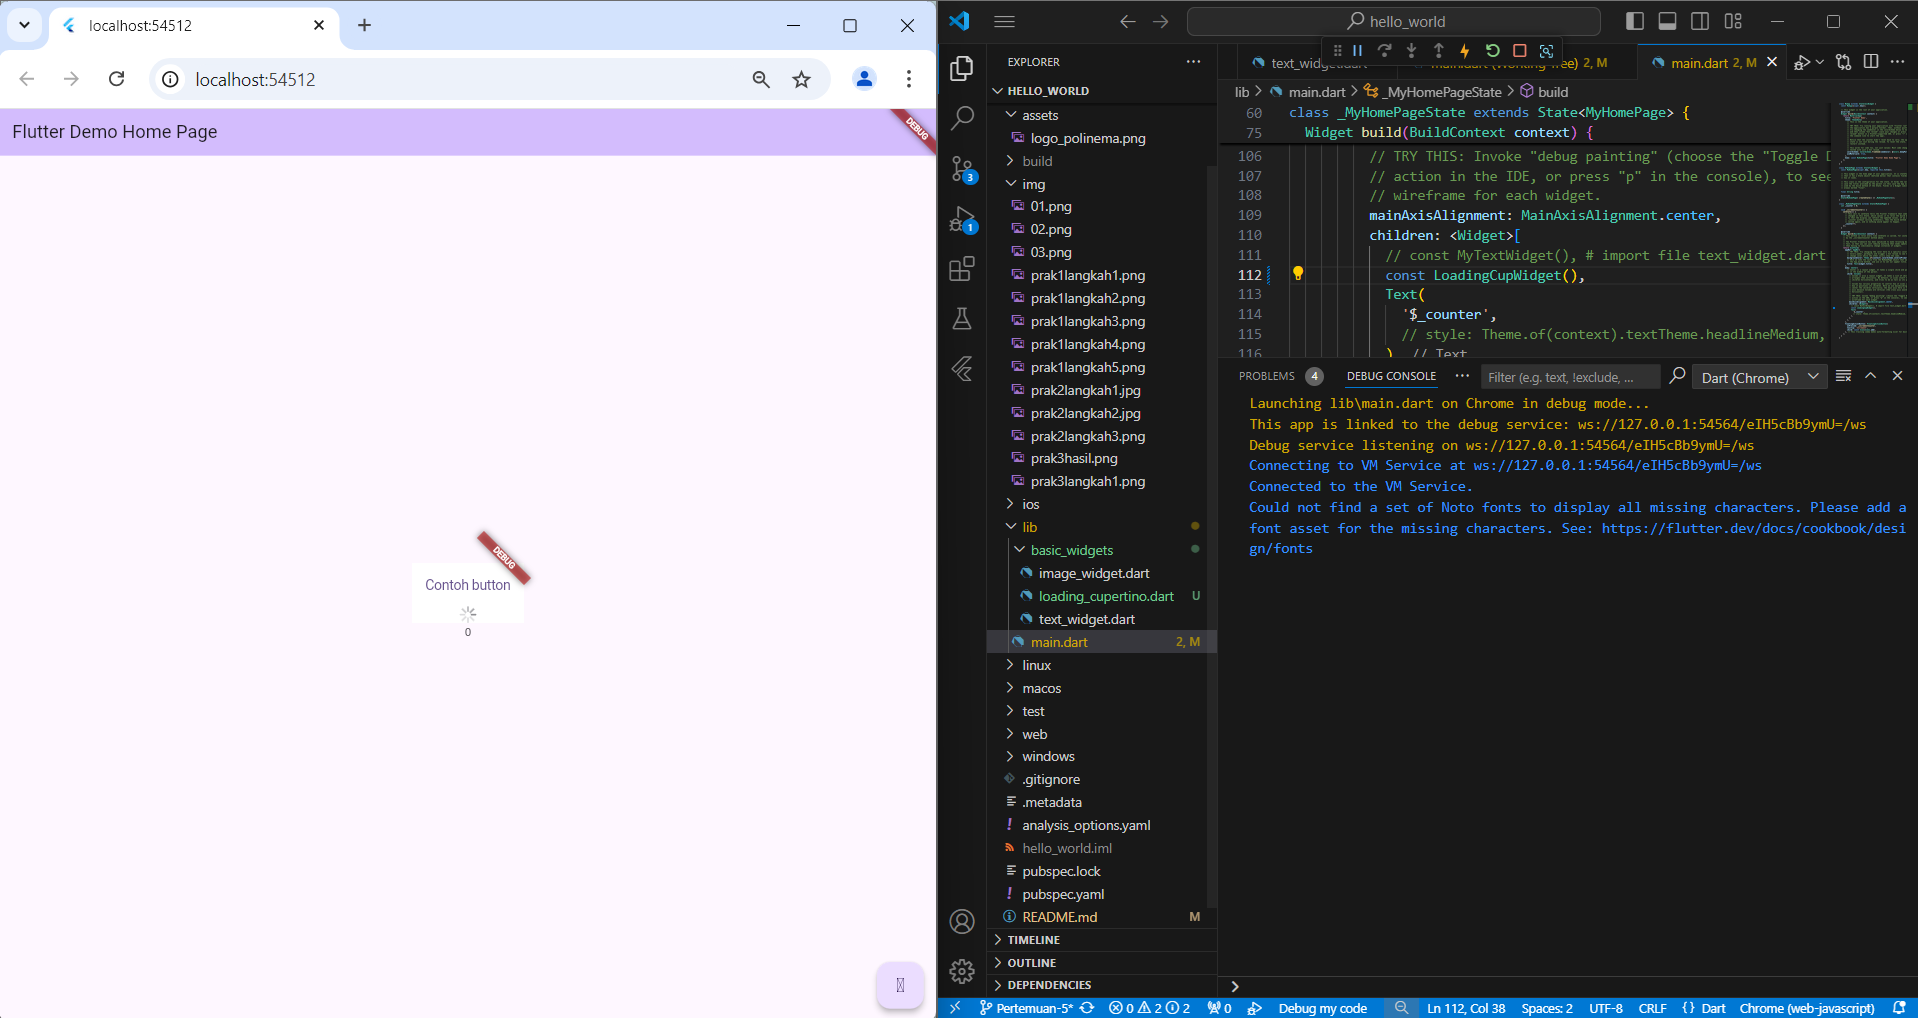 localhost:54512
localhost:54512
Flutter Demo Home Page
DEBUG
DEBUG
Contoh button
0
hello_world
EXPLORER
HELLO_WORLD
assets
logo_polinema.png
build
img
01.png
02.png
03.png
prak1langkah1.png
prak1langkah2.png
prak1langkah3.png
prak1langkah4.png
prak1langkah5.png
prak2langkah1.jpg
prak2langkah2.jpg
prak2langkah3.png
prak3hasil.png
prak3langkah1.png
ios
lib
basic_widgets
image_widget.dart
loading_cupertino.dart U
text_widget.dart
main.dart 2, M
linux
macos
test
web
windows
.gitignore
.metadata
analysis_options.yaml
hello_world.iml
pubspec.lock
pubspec.yaml
README.md M
TIMELINE
OUTLINE
DEPENDENCIES
3
1
text_widget.dart
main.dart (Working Tree) 2, M
main.dart 2, M
lib > main.dart > _MyHomePageState > build
60 class _MyHomePageState extends State<MyHomePage> {
75 Widget build(BuildContext context) {
106 // TRY THIS: Invoke "debug painting" (choose the "Toggle D
107 // action in the IDE, or press "p" in the console), to see
108 // wireframe for each widget.
109 mainAxisAlignment: MainAxisAlignment.center,
110 children: <Widget>[
111 // const MyTextWidget(), # import file text_widget.dart
112 const LoadingCupWidget(),
113 Text(
114 '$_counter',
115 // style: Theme.of(context).textTheme.headlineMedium,
116 ) // Text
PROBLEMS 4 DEBUG CONSOLE ... Filter (e.g. text, !exclude, ... Dart (Chrome)
Launching lib\main.dart on Chrome in debug mode...
This app is linked to the debug service: ws://127.0.0.1:54564/eIH5cBb9ymU=/ws
Debug service listening on ws://127.0.0.1:54564/eIH5cBb9ymU=/ws
Connecting to VM Service at ws://127.0.0.1:54564/eIH5cBb9ymU=/ws
Connected to the VM Service.
Could not find a set of Noto fonts to display all missing characters. Please add a
font asset for the missing characters. See: https://flutter.dev/docs/cookbook/desi
gn/fonts
Pertemuan-5* 0 2 2 0 Debug my code Ln 112, Col 38 Spaces: 2 UTF-8 CRLF {} Dart Chrome (web-javascript)